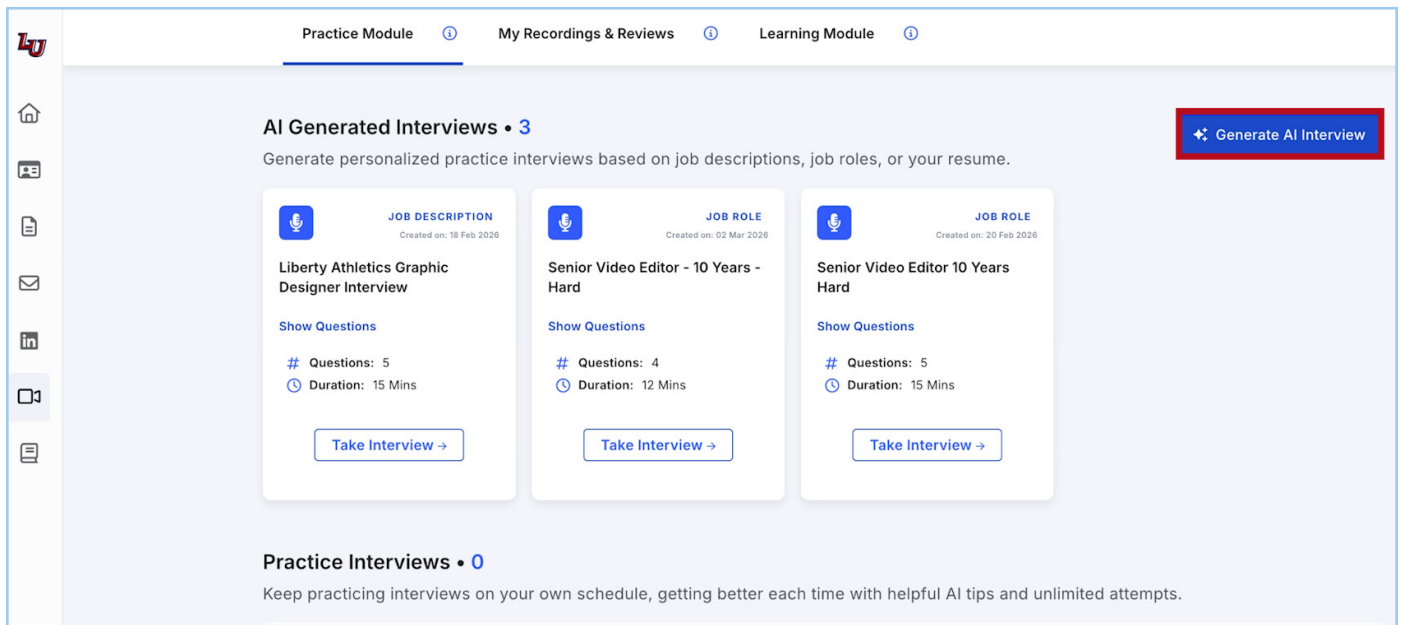 LU
Practice Module
My Recordings & Reviews
Learning Module
AI Generated Interviews • 3
Generate AI Interview
Generate personalized practice interviews based on job descriptions, job roles, or your resume.
JOB DESCRIPTION
Created on: 18 Feb 2026
Liberty Athletics Graphic
Designer Interview
Show Questions
# Questions: 5
Duration: 15 Mins
Take Interview →
JOB ROLE
Created on: 02 Mar 2026
Senior Video Editor - 10 Years -
Hard
Show Questions
# Questions: 4
Duration: 12 Mins
Take Interview →
JOB ROLE
Created on: 20 Feb 2026
Senior Video Editor 10 Years
Hard
Show Questions
# Questions: 5
Duration: 15 Mins
Take Interview →
Practice Interviews • 0
Keep practicing interviews on your own schedule, getting better each time with helpful AI tips and unlimited attempts.